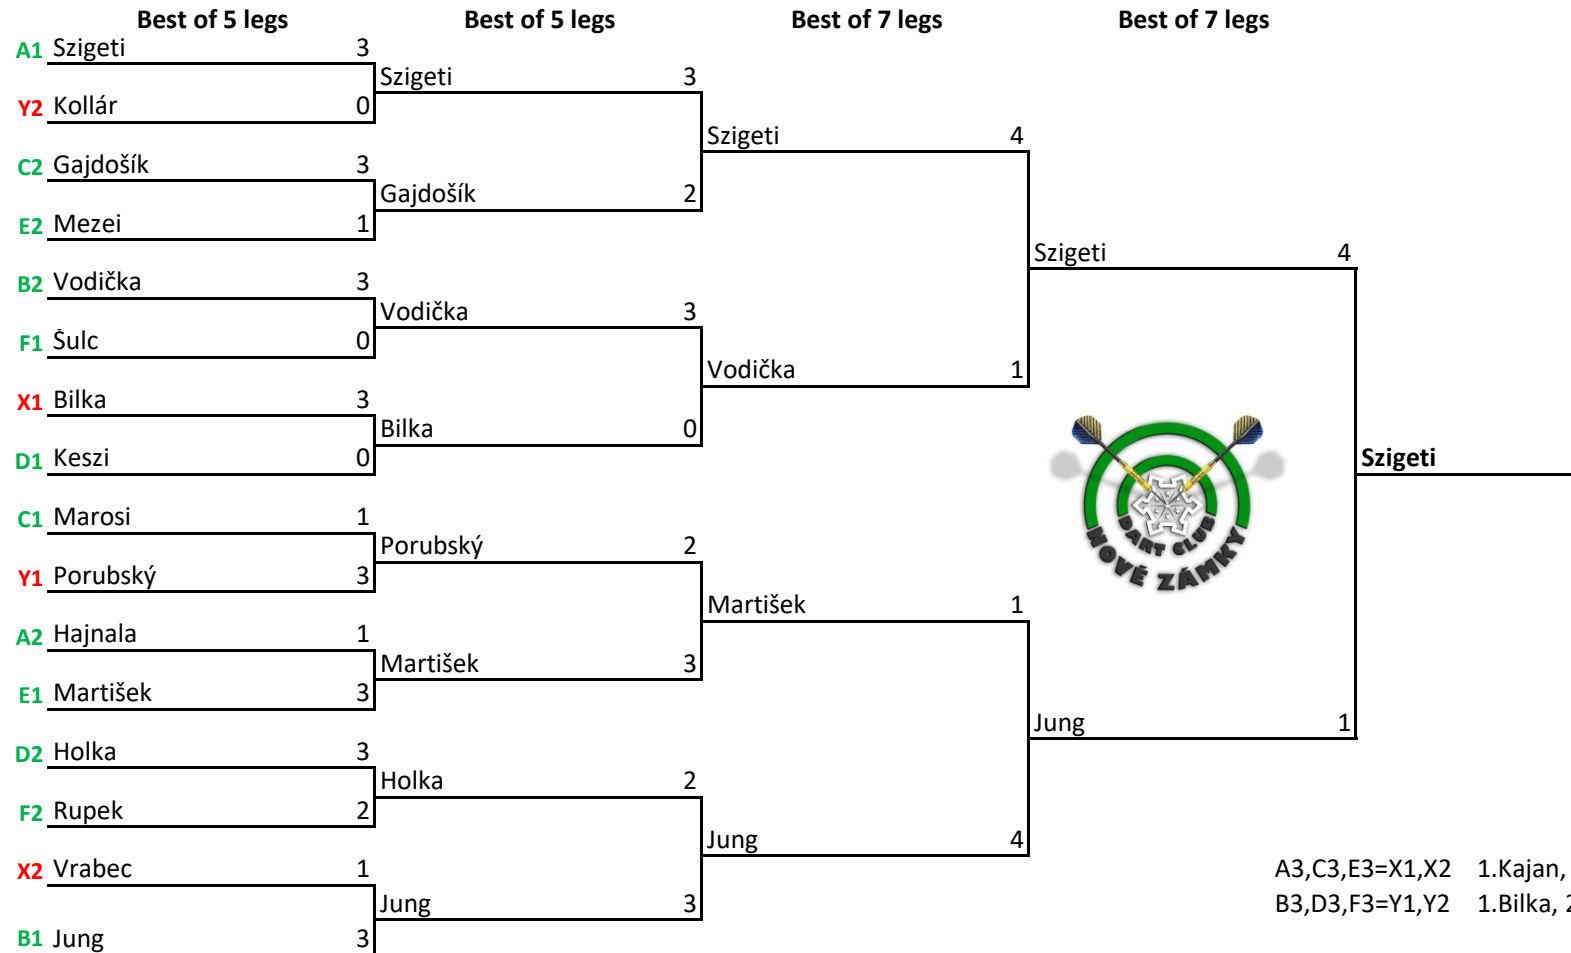 Best of 5 legs Best of 5 legs Best of 7 legs Best of 7 legs
A1 Szigeti 3
Szigeti 3
Y2 Kollár 0
Szigeti 4
C2 Gajdošík 3
Gajdošík 2
E2 Mezei 1
Szigeti 4
B2 Vodička 3
Vodička 3
F1 Šulc 0
Vodička 1
X1 Bilka 3
Bilka 0
D1 Keszi 0
Szigeti
DART CLUB
NOVÉ ZÁMKY
C1 Marosi 1
Porubský 2
Y1 Porubský 3
Martišek 1
A2 Hajnala 1
Martišek 3
E1 Martišek 3
Jung 1
D2 Holka 3
Holka 2
F2 Rupek 2
Jung 4
X2 Vrabec 1
Jung 3
B1 Jung 3
A3,C3,E3=X1,X2 1.Kajan,
B3,D3,F3=Y1,Y2 1.Bilka, 2